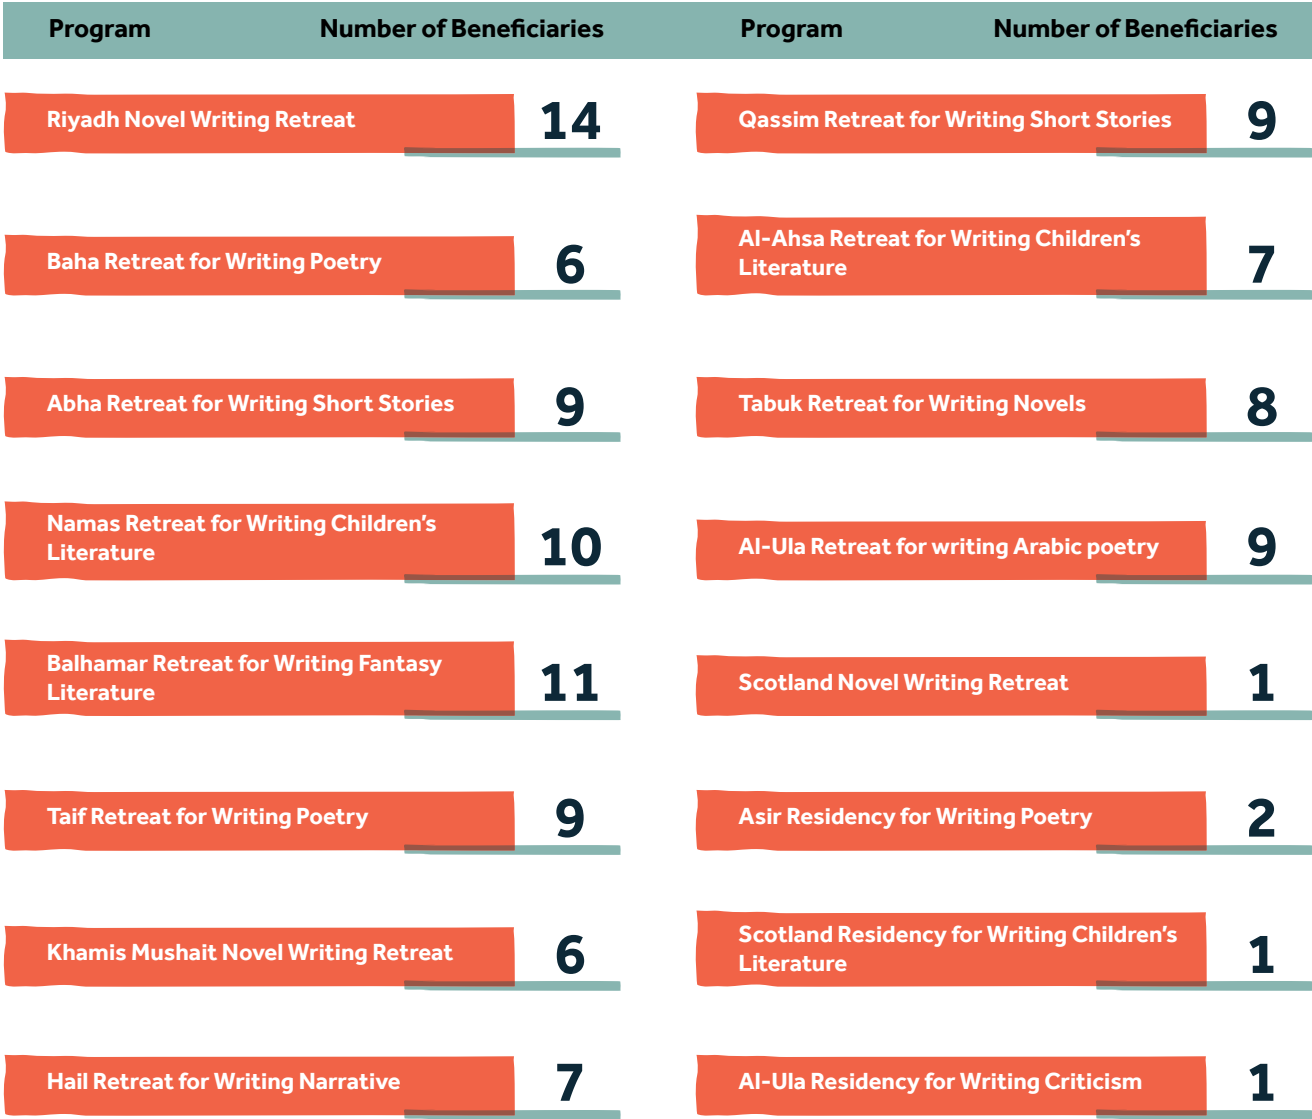 Program Number of Beneficiaries Program Number of Beneficiaries
Riyadh Novel Writing Retreat 14
Qassim Retreat for Writing Short Stories 9
Baha Retreat for Writing Poetry 6
Al-Ahsa Retreat for Writing Children's
Literature 7
Abha Retreat for Writing Short Stories 9
Tabuk Retreat for Writing Novels 8
Namas Retreat for Writing Children's
Literature 10
Al-Ula Retreat for writing Arabic poetry 9
Balhamar Retreat for Writing Fantasy
Literature 11
Scotland Novel Writing Retreat 1
Taif Retreat for Writing Poetry 9
Asir Residency for Writing Poetry 2
Khamis Mushait Novel Writing Retreat 6
Scotland Residency for Writing Children's
Literature 1
Hail Retreat for Writing Narrative 7
Al-Ula Residency for Writing Criticism 1